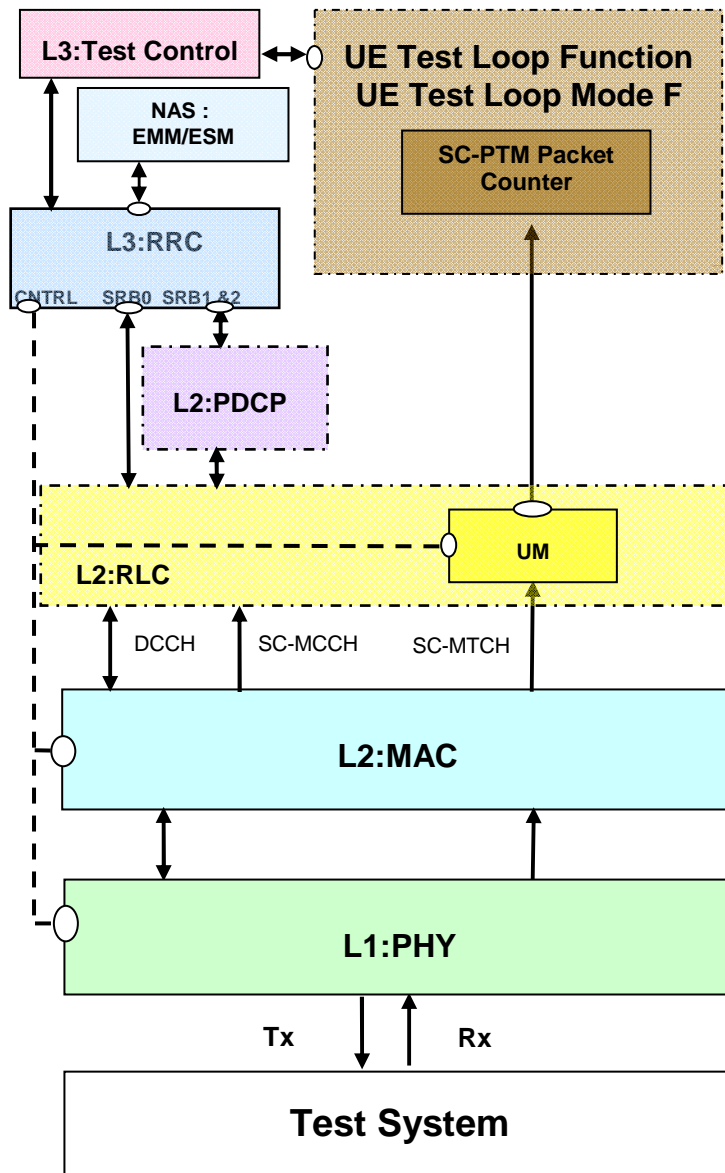 L3:Test Control
UE Test Loop Function
UE Test Loop Mode F
NAS :
EMM/ESM
SC-PTM Packet
Counter
L3:RRC
CNTRL SRB0 SRB1 &2
L2:PDCP
UM
L2:RLC
DCCH SC-MCCH SC-MTCH
L2:MAC
L1:PHY
Tx Rx
Test System